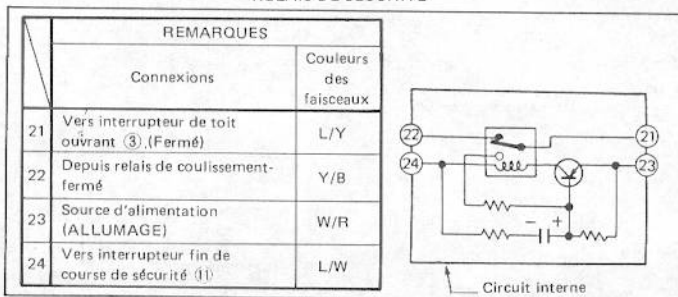 REMARQUES
Connexions
Couleurs
des
faisceaux
21
Vers interrupteur de toit
ouvrant ③.(Fermé)
L/Y
22
Depuis relais de coulissement-
fermé
Y/B
23
Source d'alimentation
(ALLUMAGE)
W/R
24
Vers interrupteur fin de
course de sécurité ⑪
L/W
22
21
24
23
− +
Circuit interne